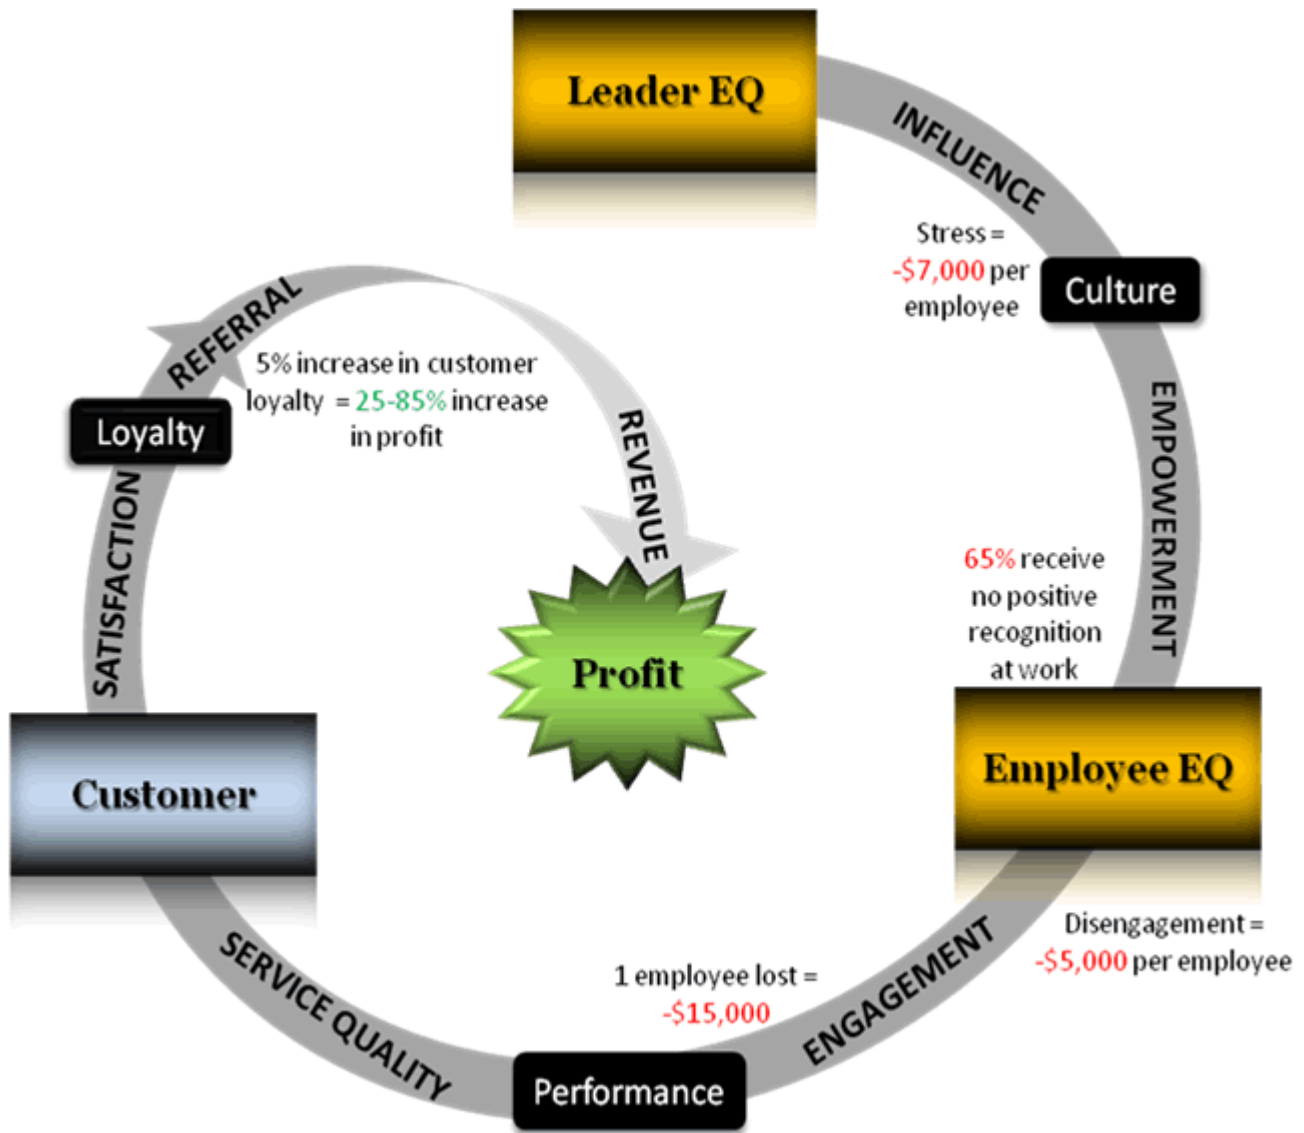 Leader EQ
INFLUENCE
Stress =
-$7,000 per
employee
Culture
EMPOWERMENT
65% receive
no positive
recognition
at work
Employee EQ
Disengagement =
-$5,000 per employee
ENGAGEMENT
1 employee lost =
-$15,000
Performance
SERVICE QUALITY
Customer
SATISFACTION
Loyalty
REFERRAL
5% increase in customer
loyalty = 25-85% increase
in profit
REVENUE
Profit